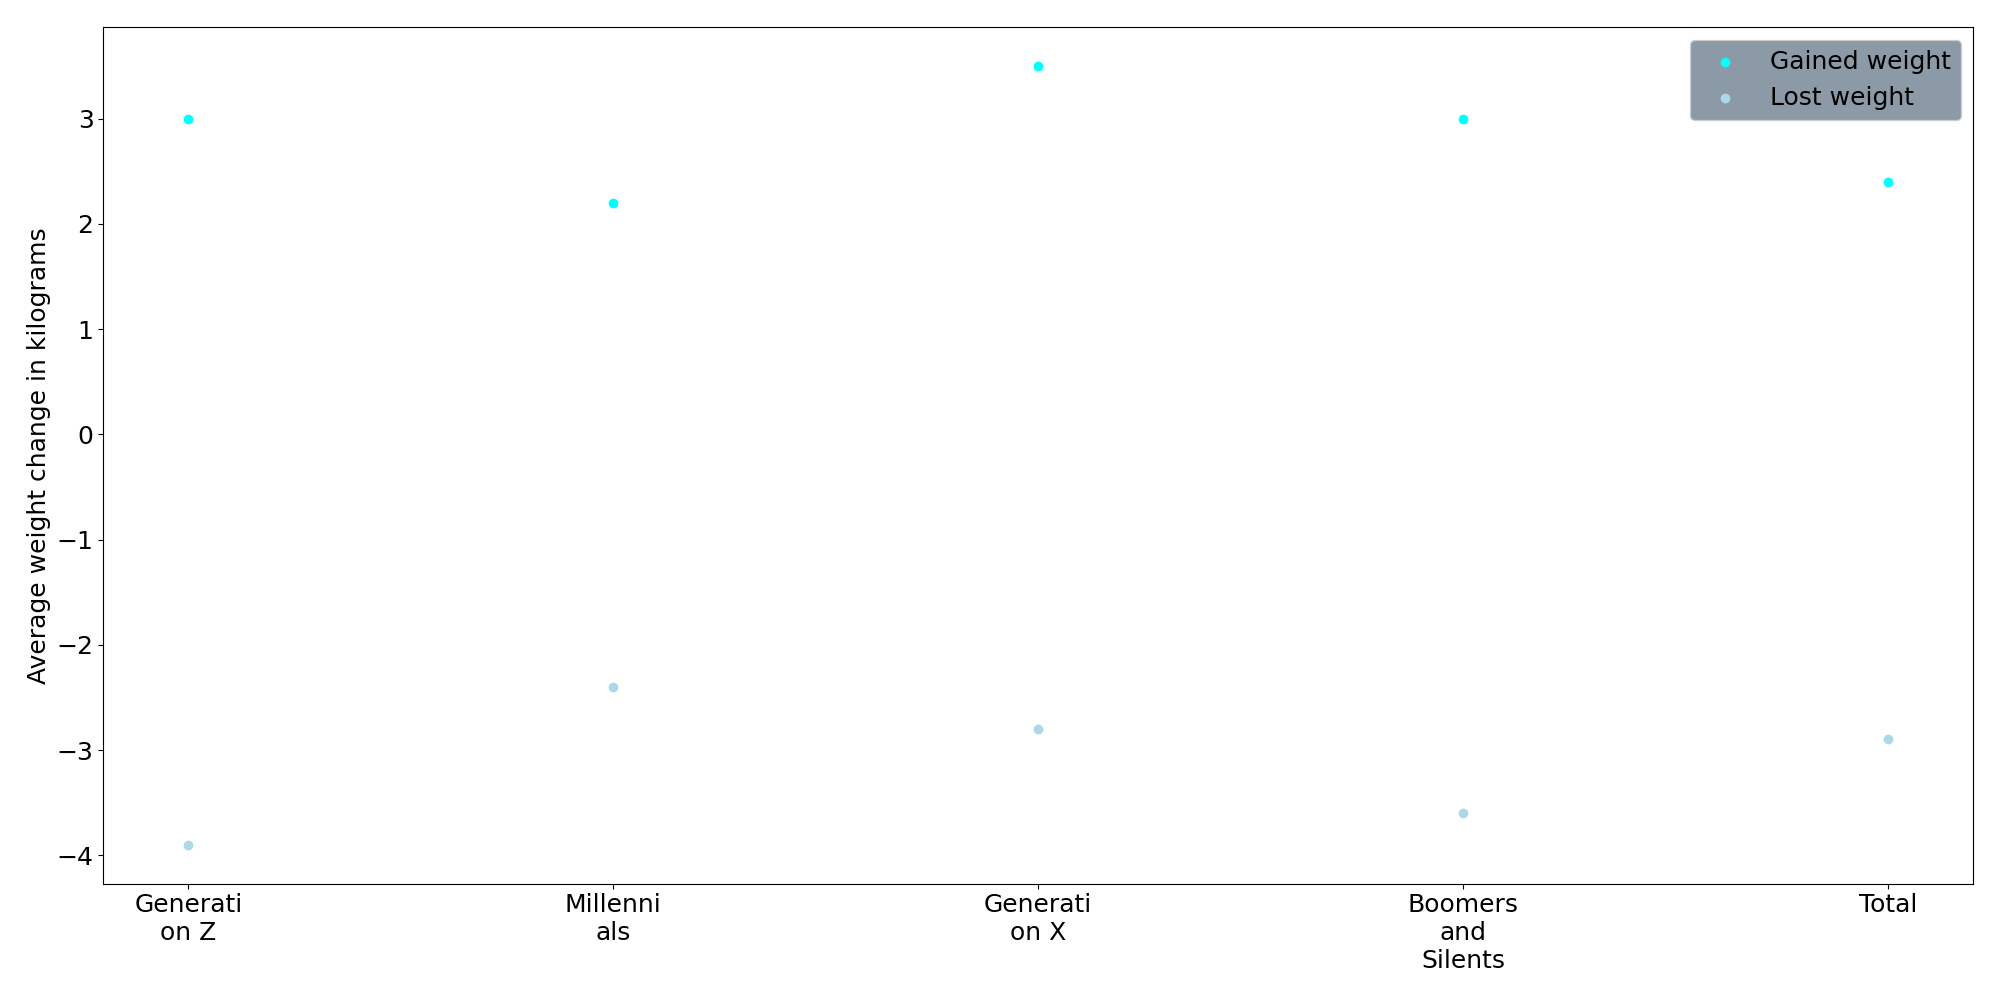 Gained weight
Lost weight
Average weight change in kilograms
3
2
1
0
−1
−2
−3
−4
Generati
on Z
Millenni
als
Generati
on X
Boomers
and
Silents
Total